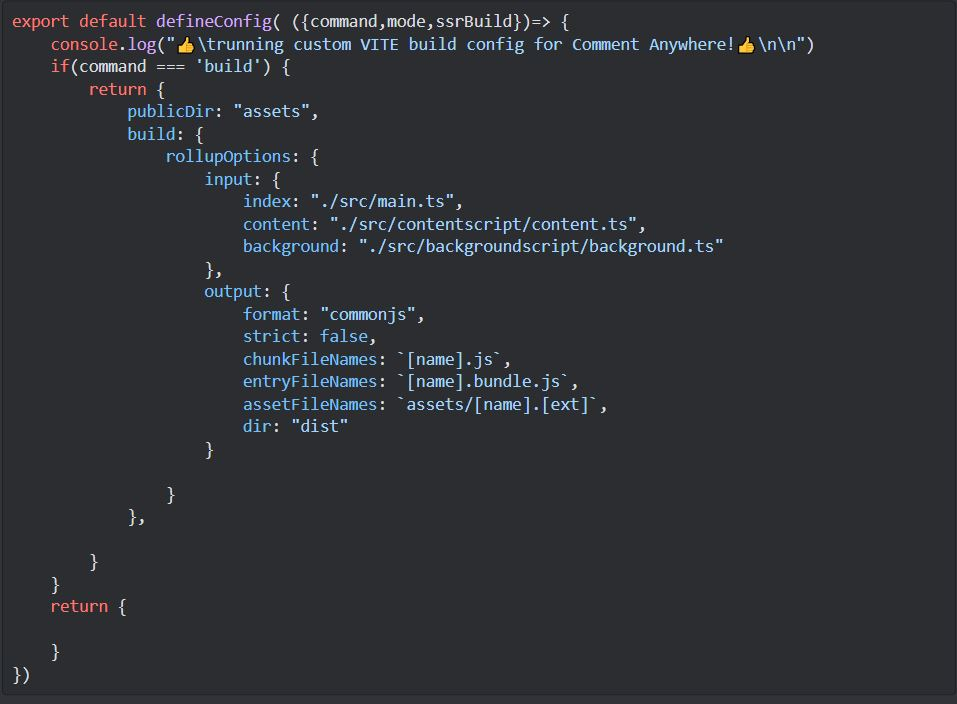 export default defineConfig( ({command,mode,ssrBuild})=> {
    console.log("👍\trunning custom VITE build config for Comment Anywhere!👍\n\n")
    if(command === 'build') {
        return {
            publicDir: "assets",
            build: {
                rollupOptions: {
                    input: {
                        index: "./src/main.ts",
                        content: "./src/contentscript/content.ts",
                        background: "./src/backgroundscript/background.ts"
                    },
                    output: {
                        format: "commonjs",
                        strict: false,
                        chunkFileNames: `[name].js`,
                        entryFileNames: `[name].bundle.js`,
                        assetFileNames: `assets/[name].[ext]`,
                        dir: "dist"
                    }

                }
            },

        }
    }
    return {

    }
})